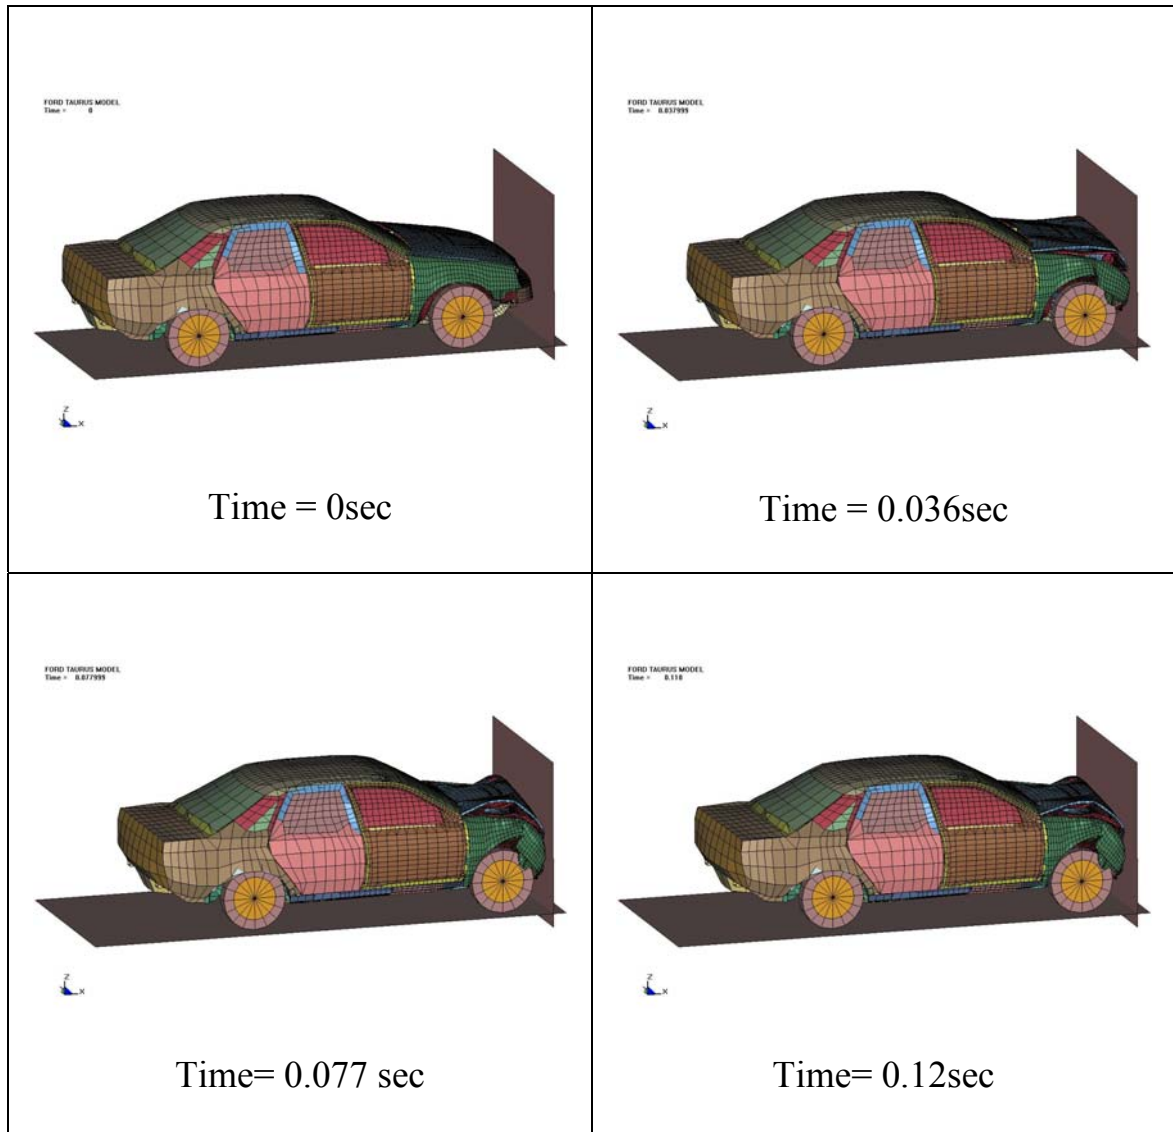 FORD TAURUS MODEL
Time = 0
Z
X
Time = 0sec
FORD TAURUS MODEL
Time = 0.037999
Z
X
Time = 0.036sec
FORD TAURUS MODEL
Time = 0.077999
Z
X
Time= 0.077 sec
FORD TAURUS MODEL
Time = 0.118
Z
X
Time= 0.12sec